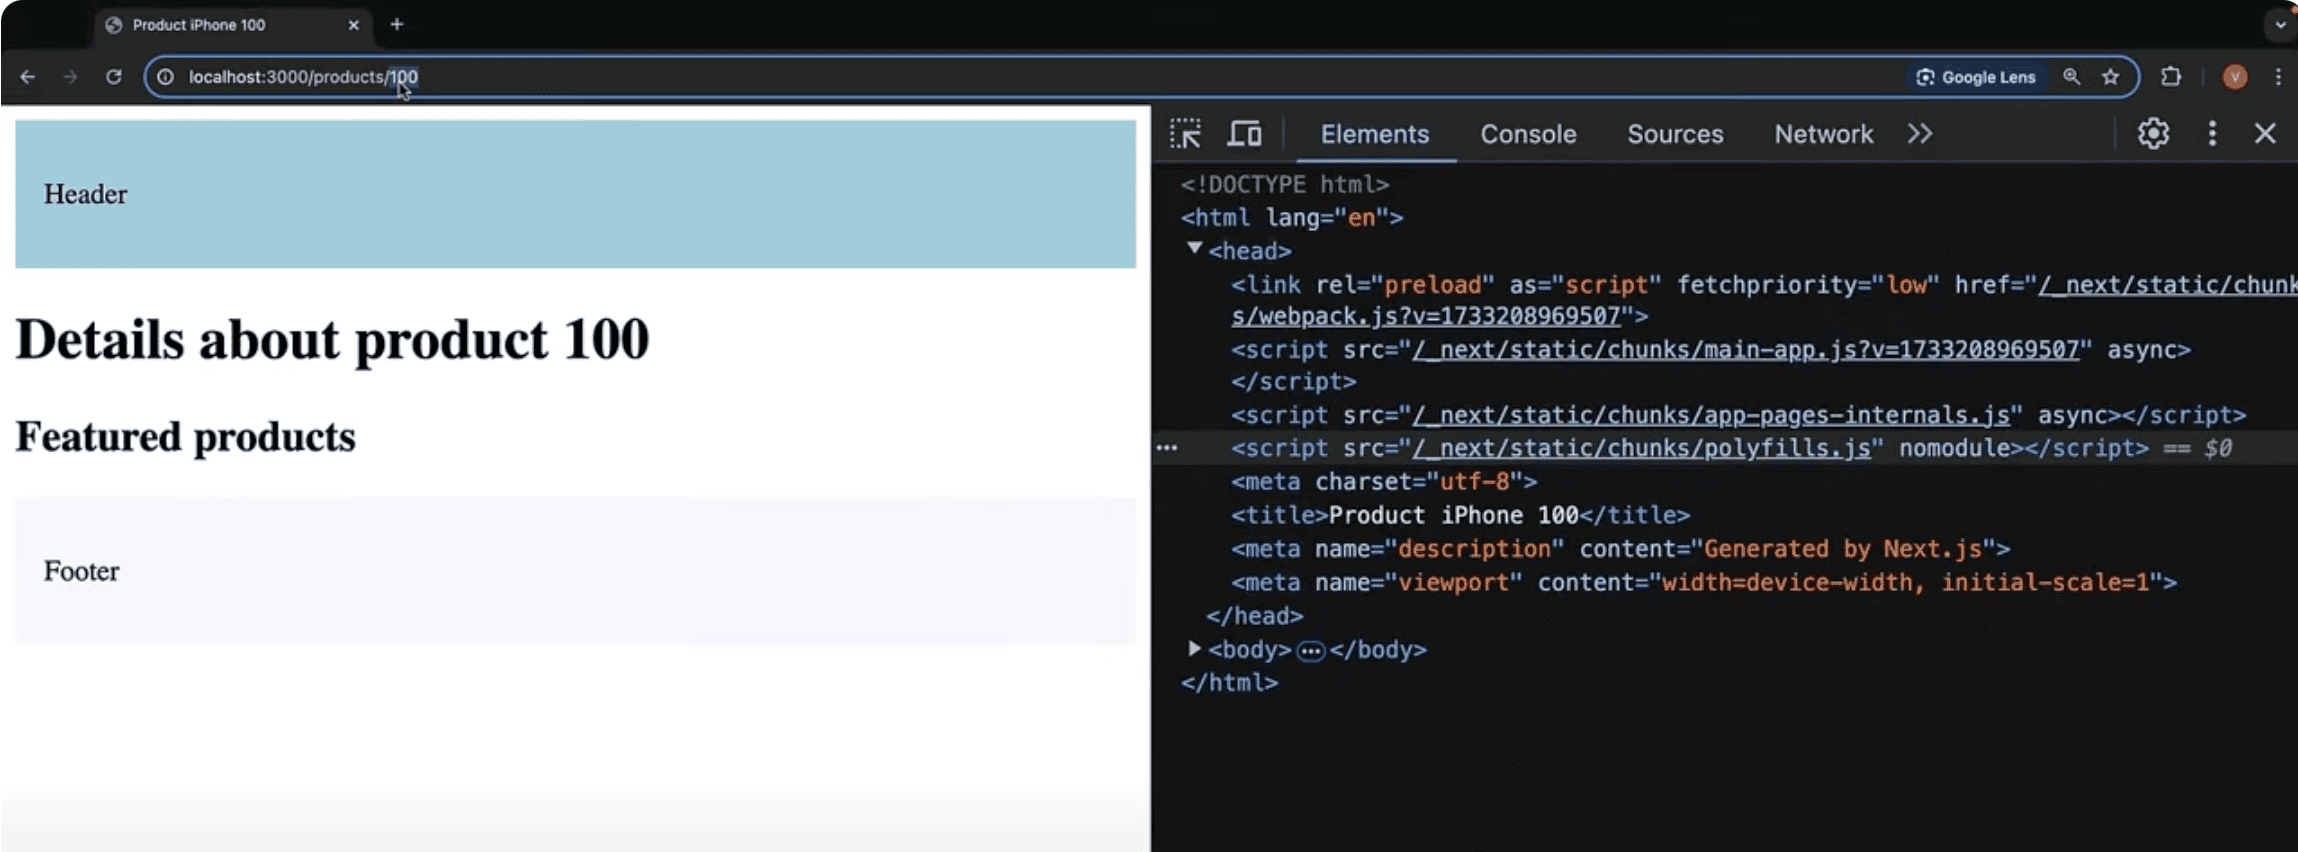 Product iPhone 100
localhost:3000/products/100
Google Lens
V
Header
Details about product 100
Featured products
Footer
Elements Console Sources Network
<!DOCTYPE html>
<html lang="en">
<head>
<link rel="preload" as="script" fetchpriority="low" href="/_next/static/chunk
s/webpack.js?v=1733208969507">
<script src="/_next/static/chunks/main-app.js?v=1733208969507" async>
</script>
<script src="/_next/static/chunks/app-pages-internals.js" async></script>
<script src="/_next/static/chunks/polyfills.js" nomodule></script> == $0
<meta charset="utf-8">
<title>Product iPhone 100</title>
<meta name="description" content="Generated by Next.js">
<meta name="viewport" content="width=device-width, initial-scale=1">
</head>
<body>…</body>
</html>